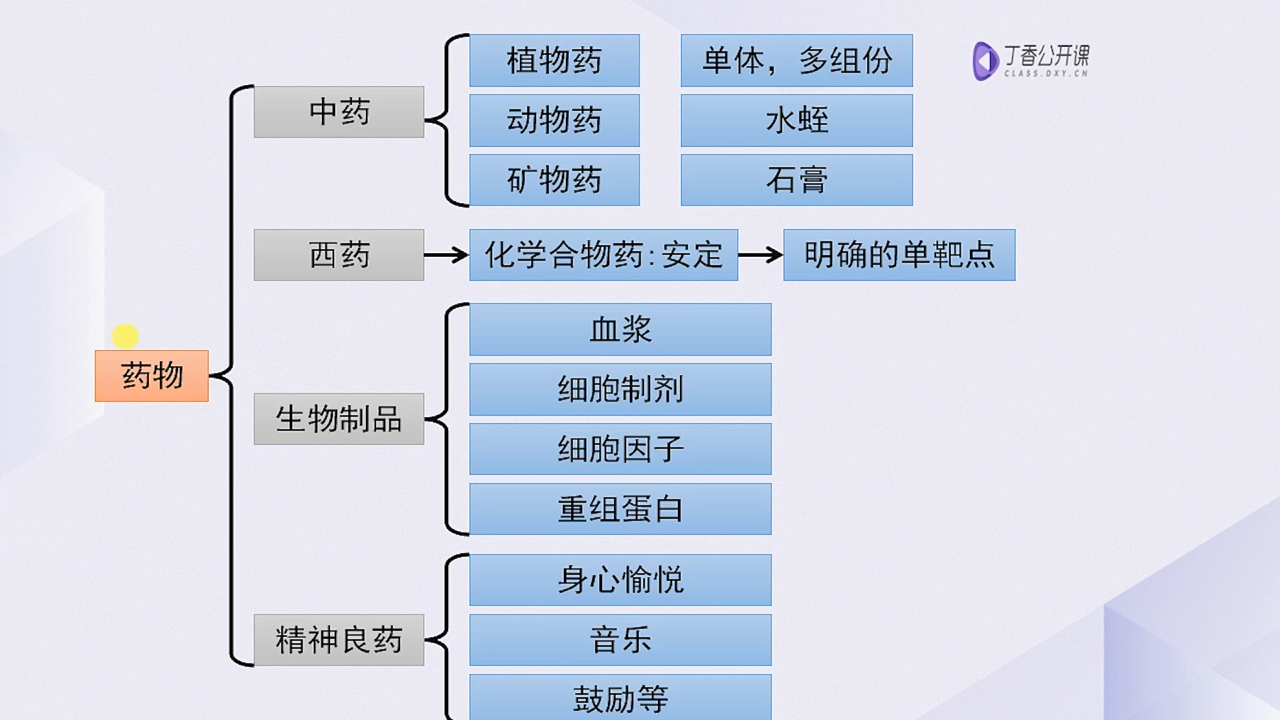 植物药
单体，多组份
丁香公开课
CLASS.DXY.CN
中药
动物药
水蛭
矿物药
石膏
西药
化学合物药:安定
明确的单靶点
血浆
药物
细胞制剂
生物制品
细胞因子
重组蛋白
身心愉悦
精神良药
音乐
鼓励等